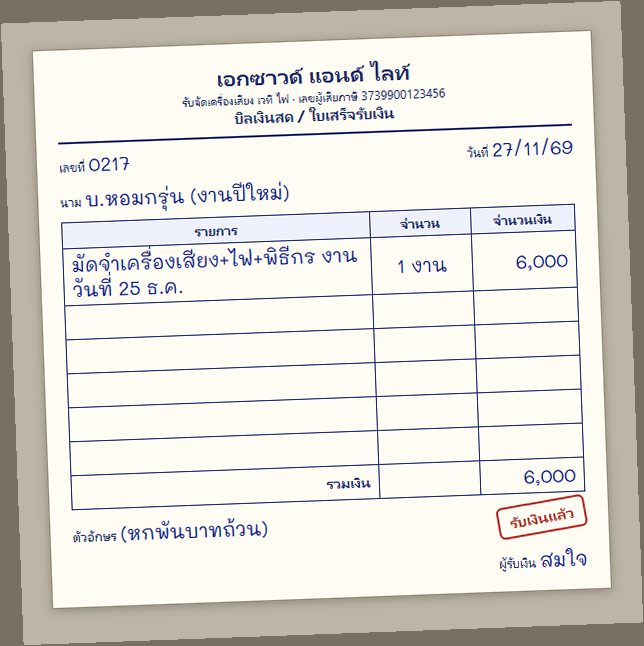 เอกซาวด์ แอนด์ ไลท์
รับจัดเครื่องเสียง เวที ไฟ · เลขผู้เสียภาษี 3739900123456
บิลเงินสด / ใบเสร็จรับเงิน
เลขที่ 0217
วันที่ 27/11/69
นาม บ.หอมกรุ่น (งานปีใหม่)
รายการ จำนวน จำนวนเงิน
มัดจำเครื่องเสียง+ไฟ+พิธีกร งาน
วันที่ 25 ธ.ค. 1 งาน 6,000
รวมเงิน 6,000
ตัวอักษร (หกพันบาทถ้วน)
รับเงินแล้ว
ผู้รับเงิน สมใจ